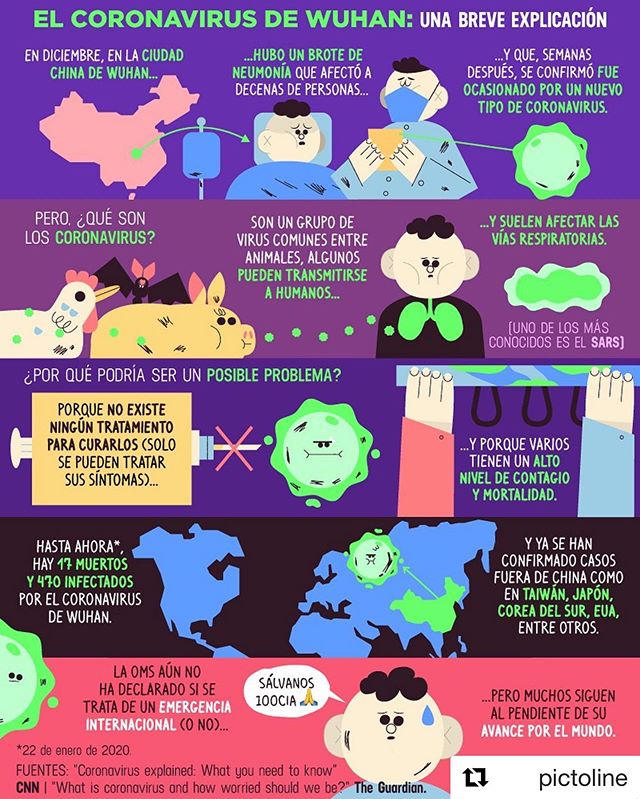 EL CORONAVIRUS DE WUHAN: UNA BREVE EXPLICACIÓN
EN DICIEMBRE, EN LA CIUDAD
CHINA DE WUHAN...
...HUBO UN BROTE DE
NEUMONÍA QUE AFECTÓ A
DECENAS DE PERSONAS...
...Y QUE, SEMANAS
DESPUÉS, SE CONFIRMÓ FUE
OCASIONADO POR UN NUEVO
TIPO DE CORONAVIRUS.
PERO, ¿QUÉ SON
LOS CORONAVIRUS?
SON UN GRUPO DE
VIRUS COMUNES ENTRE
ANIMALES, ALGUNOS
PUEDEN TRANSMITIRSE
A HUMANOS...
...Y SUELEN AFECTAR LAS
VÍAS RESPIRATORIAS.
[UNO DE LOS MÁS
CONOCIDOS ES EL SARS]
¿POR QUÉ PODRÍA SER UN POSIBLE PROBLEMA?
PORQUE NO EXISTE
NINGÚN TRATAMIENTO
PARA CURARLOS (SOLO
SE PUEDEN TRATAR
SUS SÍNTOMAS)...
...Y PORQUE VARIOS
TIENEN UN ALTO
NIVEL DE CONTAGIO
Y MORTALIDAD.
HASTA AHORA*,
HAY 17 MUERTOS
Y 470 INFECTADOS
POR EL CORONAVIRUS
DE WUHAN.
Y YA SE HAN
CONFIRMADO CASOS
FUERA DE CHINA COMO
EN TAIWÁN, JAPÓN,
COREA DEL SUR, EUA,
ENTRE OTROS.
LA OMS AÚN NO
HA DECLARADO SI SE
TRATA DE UN EMERGENCIA
INTERNACIONAL (O NO)...
SÁLVANOS
100CIA 🙏
...PERO MUCHOS SIGUEN
AL PENDIENTE DE SU
AVANCE POR EL MUNDO.
*22 de enero de 2020.
FUENTES: "Coronavirus explained: What you need to know"
CNN | "What is coronavirus and how worried should we be?" The Guardian.
pictoline